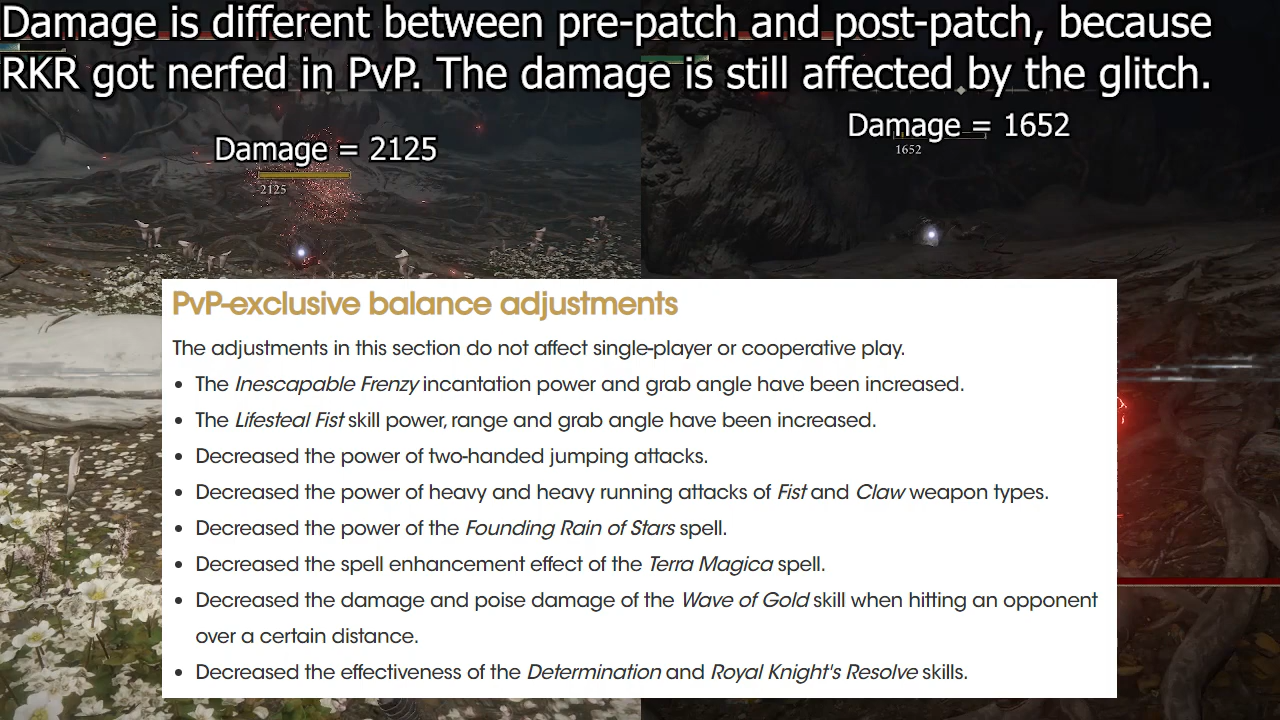 Damage is different between pre-patch and post-patch, because
RKR got nerfed in PvP. The damage is still affected by the glitch.
Damage = 2125
2125
Damage = 1652
1652
PvP-exclusive balance adjustments
The adjustments in this section do not affect single-player or cooperative play.
• The Inescapable Frenzy incantation power and grab angle have been increased.
• The Lifesteal Fist skill power, range and grab angle have been increased.
• Decreased the power of two-handed jumping attacks.
• Decreased the power of heavy and heavy running attacks of Fist and Claw weapon types.
• Decreased the power of the Founding Rain of Stars spell.
• Decreased the spell enhancement effect of the Terra Magica spell.
• Decreased the damage and poise damage of the Wave of Gold skill when hitting an opponent
over a certain distance.
• Decreased the effectiveness of the Determination and Royal Knight's Resolve skills.